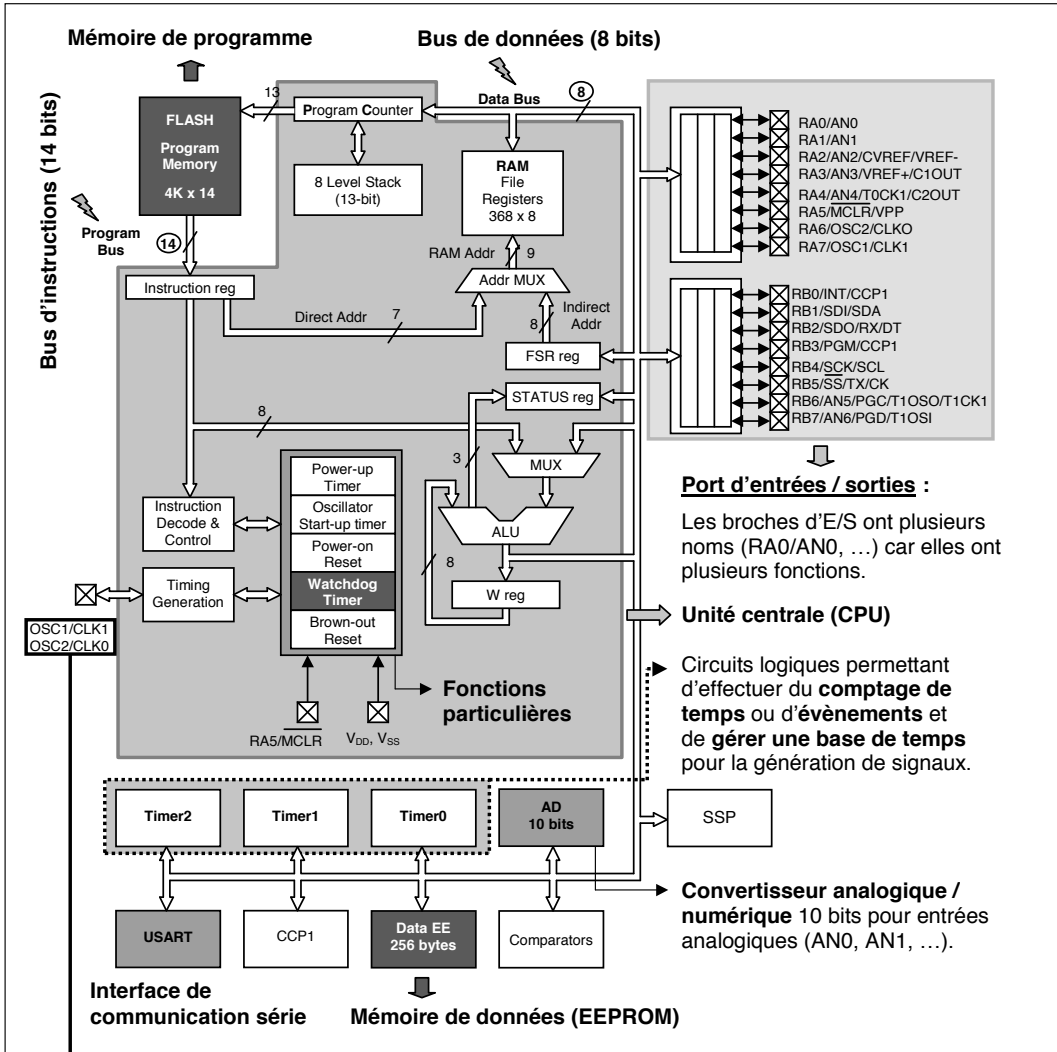 Mémoire de programme
Bus de données (8 bits)
Bus d'instructions (14 bits)
13
Program Counter
Data Bus
8
FLASH
Program
Memory
4K x 14
8 Level Stack
(13-bit)
RAM
File
Registers
368 x 8
Program
Bus
14
RAM Addr
9
Instruction reg
Addr MUX
Direct Addr
7
8
Indirect
Addr
FSR reg
STATUS reg
8
3
MUX
Power-up
Timer
Oscillator
Start-up timer
Power-on
Reset
Watchdog
Timer
Brown-out
Reset
Instruction
Decode &
Control
ALU
8
W reg
Timing
Generation
OSC1/CLK1
OSC2/CLK0
RA5/MCLR
VDD, VSS
Fonctions
particulières
RA0/AN0
RA1/AN1
RA2/AN2/CVREF/VREF-
RA3/AN3/VREF+/C1OUT
RA4/AN4/T0CK1/C2OUT
RA5/MCLR/VPP
RA6/OSC2/CLKO
RA7/OSC1/CLK1
RB0/INT/CCP1
RB1/SDI/SDA
RB2/SDO/RX/DT
RB3/PGM/CCP1
RB4/SCK/SCL
RB5/SS/TX/CK
RB6/AN5/PGC/T1OSO/T1CK1
RB7/AN6/PGD/T1OSI
Port d'entrées / sorties :
Les broches d'E/S ont plusieurs
noms (RA0/AN0, …) car elles ont
plusieurs fonctions.
Unité centrale (CPU)
Circuits logiques permettant
d'effectuer du comptage de
temps ou d'évènements et
de gérer une base de temps
pour la génération de signaux.
Timer2
Timer1
Timer0
AD
10 bits
SSP
USART
CCP1
Data EE
256 bytes
Comparators
Convertisseur analogique /
numérique 10 bits pour entrées
analogiques (AN0, AN1, …).
Interface de
communication série
Mémoire de données (EEPROM)